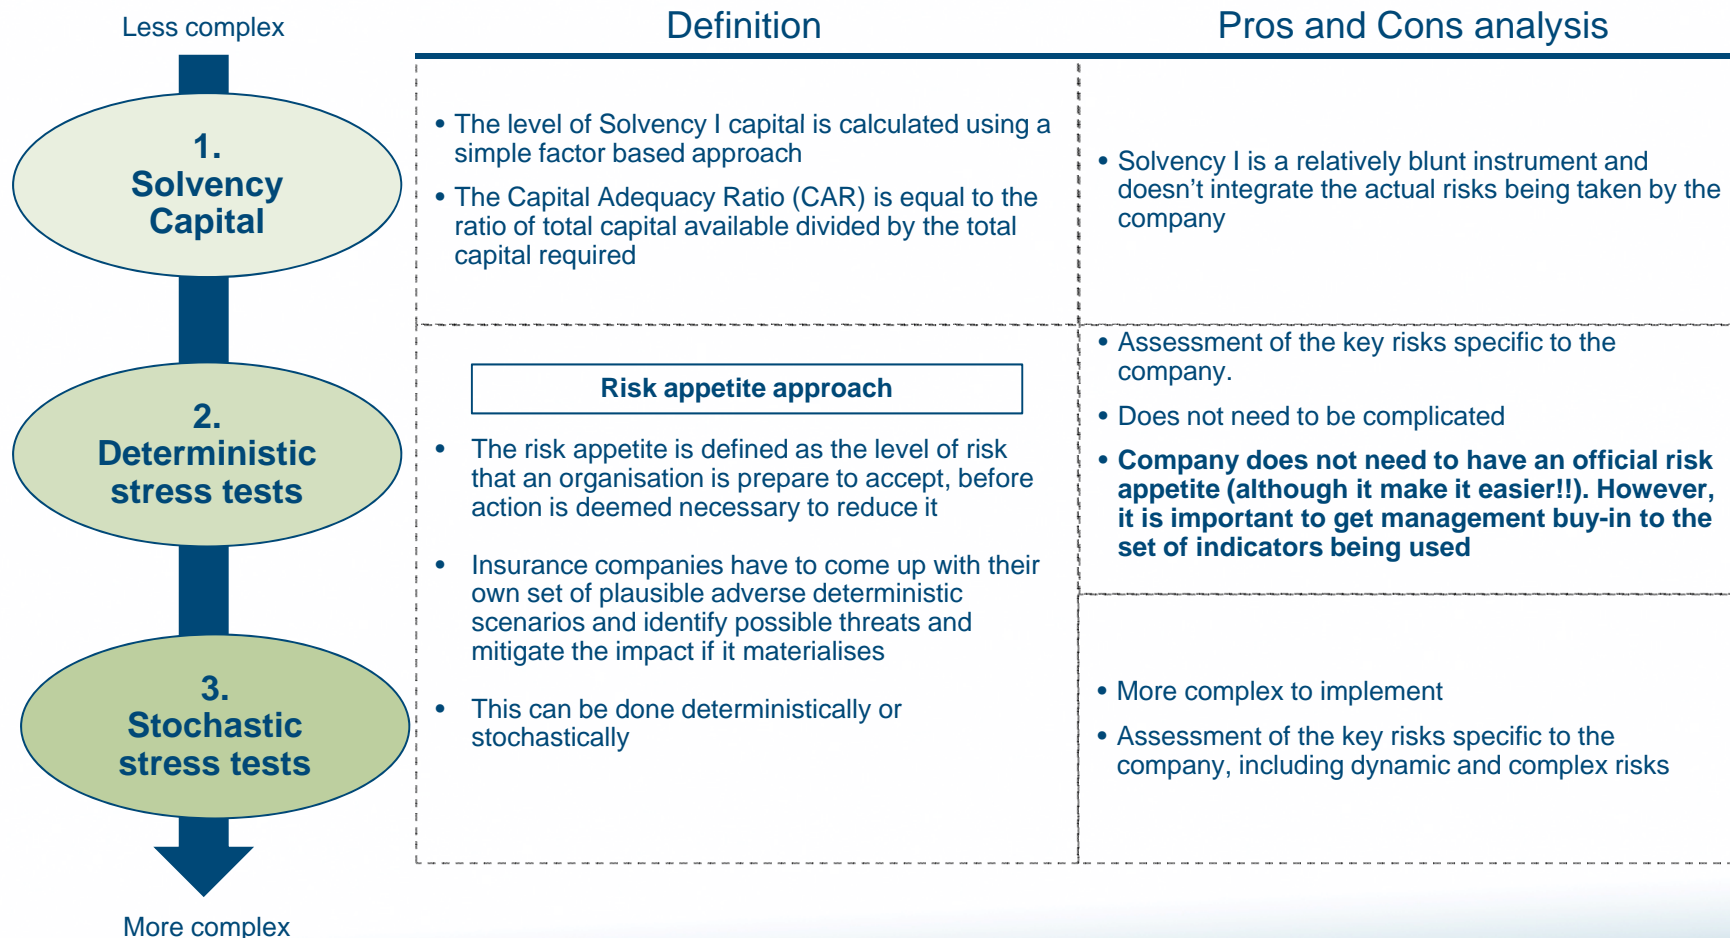 Less complex
Definition
Pros and Cons analysis
1.
Solvency
Capital
• The level of Solvency I capital is calculated using a
simple factor based approach
• The Capital Adequacy Ratio (CAR) is equal to the
ratio of total capital available divided by the total
capital required
• Solvency I is a relatively blunt instrument and
doesn’t integrate the actual risks being taken by the
company
2.
Deterministic
stress tests
Risk appetite approach
• The risk appetite is defined as the level of risk
that an organisation is prepare to accept, before
action is deemed necessary to reduce it
• Insurance companies have to come up with their
own set of plausible adverse deterministic
scenarios and identify possible threats and
mitigate the impact if it materialises
• This can be done deterministically or
stochastically
• Assessment of the key risks specific to the
company.
• Does not need to be complicated
• Company does not need to have an official risk
appetite (although it make it easier!!). However,
it is important to get management buy-in to the
set of indicators being used
3.
Stochastic
stress tests
• More complex to implement
• Assessment of the key risks specific to the
company, including dynamic and complex risks
More complex